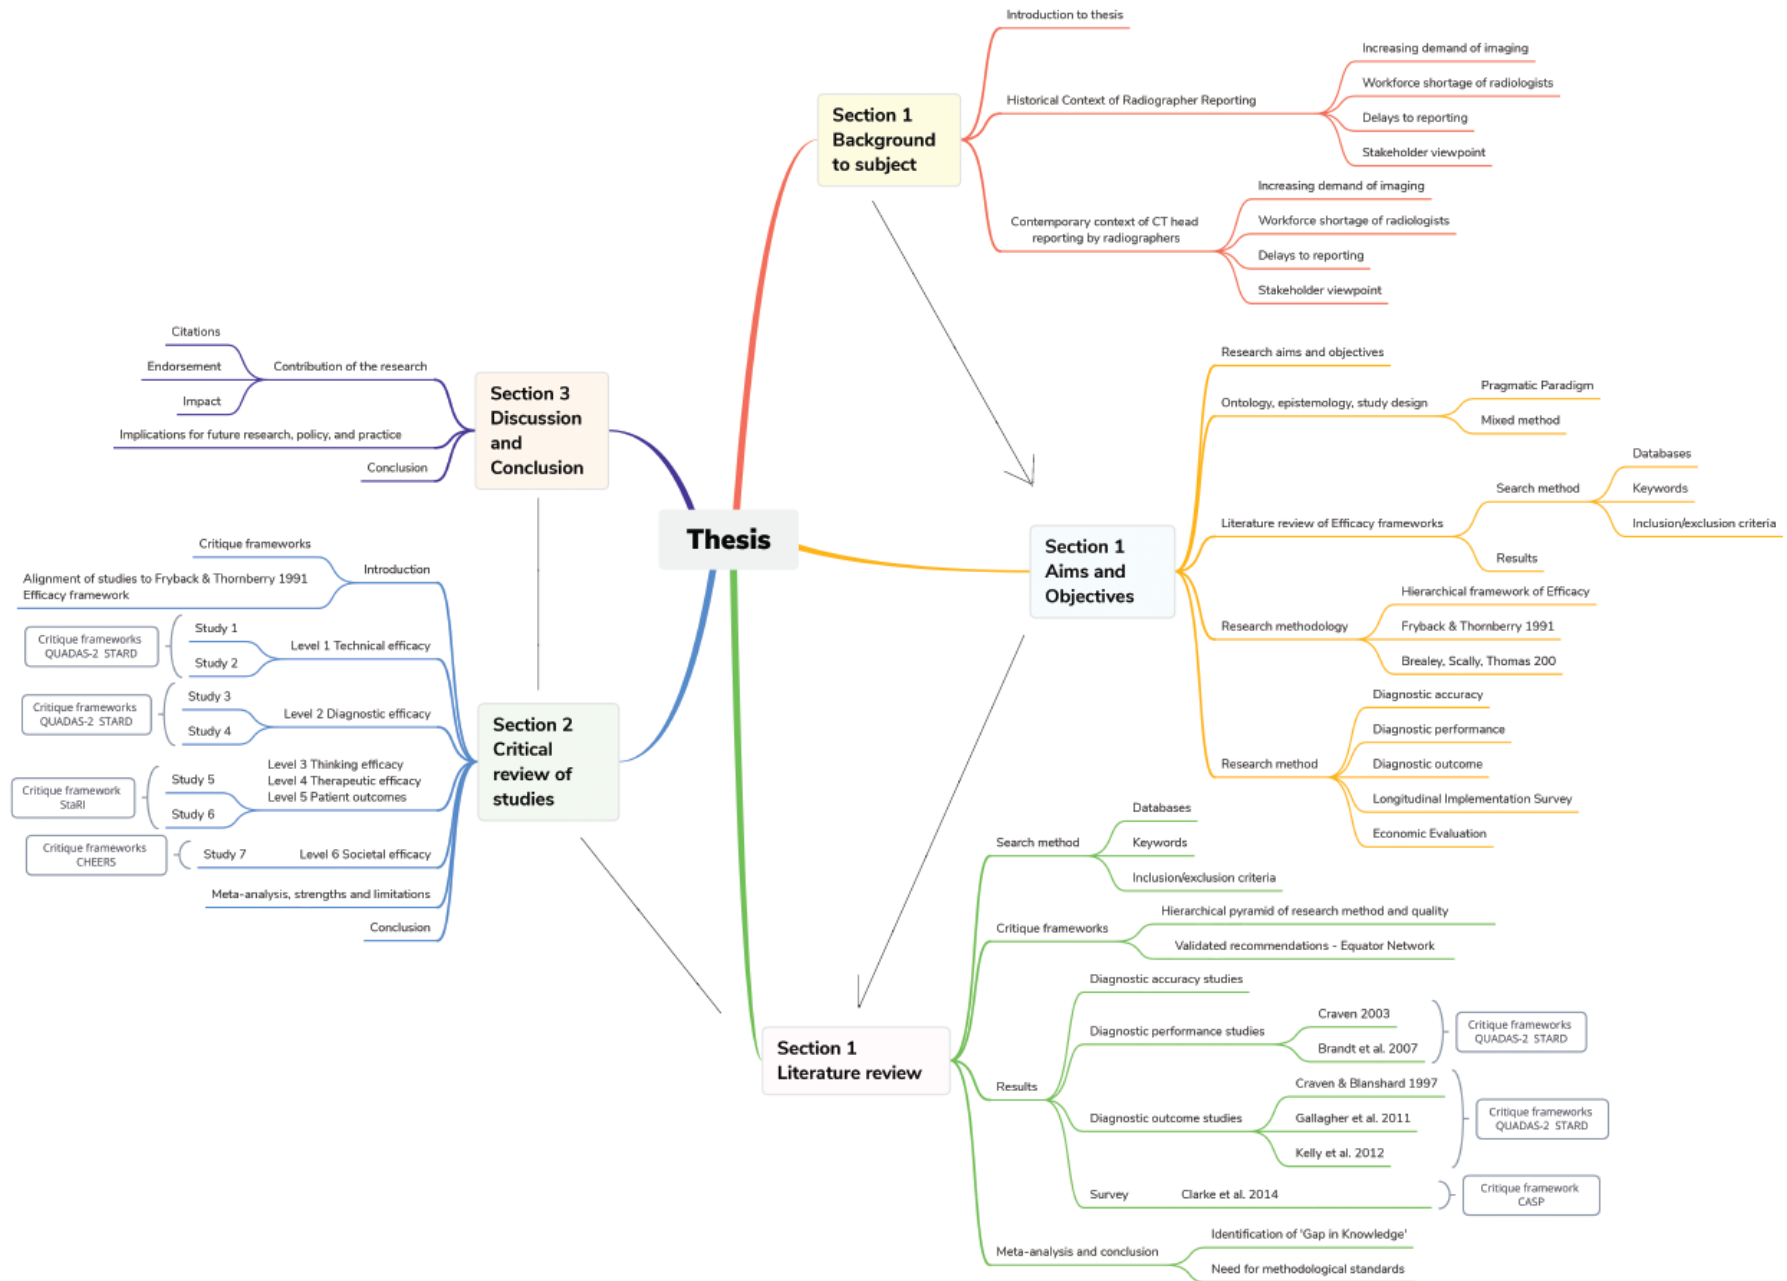 Introduction to thesis
Increasing demand of imaging
Workforce shortage of radiologists
Historical Context of Radiographer Reporting
Delays to reporting
Stakeholder viewpoint
Section 1
Background
to subject
Increasing demand of imaging
Workforce shortage of radiologists
Contemporary context of CT head
reporting by radiographers
Delays to reporting
Stakeholder viewpoint
Citations
Endorsement
Contribution of the research
Impact
Implications for future research, policy, and practice
Conclusion
Section 3
Discussion
and
Conclusion
Thesis
Research aims and objectives
Pragmatic Paradigm
Ontology, epistemology, study design
Mixed method
Databases
Search method
Keywords
Literature review of Efficacy frameworks
Inclusion/exclusion criteria
Results
Section 1
Aims and
Objectives
Hierarchical framework of Efficacy
Research methodology
Fryback & Thornberry 1991
Brealey, Scally, Thomas 200
Diagnostic accuracy
Diagnostic performance
Research method
Diagnostic outcome
Longitudinal Implementation Survey
Economic Evaluation
Critique frameworks
Introduction
Alignment of studies to Fryback & Thornberry 1991
Efficacy framework
Critique frameworks
QUADAS-2 STARD
Study 1
Level 1 Technical efficacy
Study 2
Critique frameworks
QUADAS-2 STARD
Study 3
Level 2 Diagnostic efficacy
Study 4
Section 2
Critical
review of
studies
Critique framework
StaRI
Study 5
Level 3 Thinking efficacy
Level 4 Therapeutic efficacy
Level 5 Patient outcomes
Study 6
Critique frameworks
CHEERS
Study 7
Level 6 Societal efficacy
Meta-analysis, strengths and limitations
Conclusion
Section 1
Literature review
Databases
Search method
Keywords
Inclusion/exclusion criteria
Hierarchical pyramid of research method and quality
Critique frameworks
Validated recommendations - Equator Network
Diagnostic accuracy studies
Craven 2003
Diagnostic performance studies
Brandt et al. 2007
Critique frameworks
QUADAS-2 STARD
Results
Craven & Blanshard 1997
Diagnostic outcome studies
Gallagher et al. 2011
Kelly et al. 2012
Critique frameworks
QUADAS-2 STARD
Survey
Clarke et al. 2014
Critique framework
CASP
Identification of 'Gap in Knowledge'
Meta-analysis and conclusion
Need for methodological standards